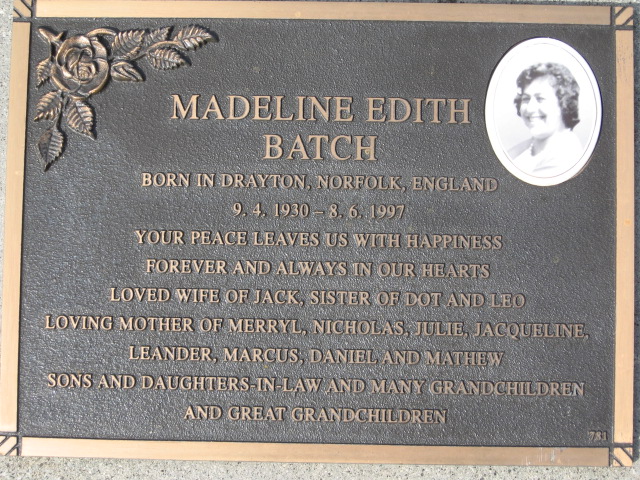 MADELINE EDITH
BATCH
BORN IN DRAYTON, NORFOLK, ENGLAND
9. 4. 1930 – 8. 6. 1997
YOUR PEACE LEAVES US WITH HAPPINESS
FOREVER AND ALWAYS IN OUR HEARTS
LOVED WIFE OF JACK, SISTER OF DOT AND LEO
LOVING MOTHER OF MERRYL, NICHOLAS, JULIE, JACQUELINE,
LEANDER, MARCUS, DANIEL AND MATHEW
SONS AND DAUGHTERS-IN-LAW AND MANY GRANDCHILDREN
AND GREAT GRANDCHILDREN
731